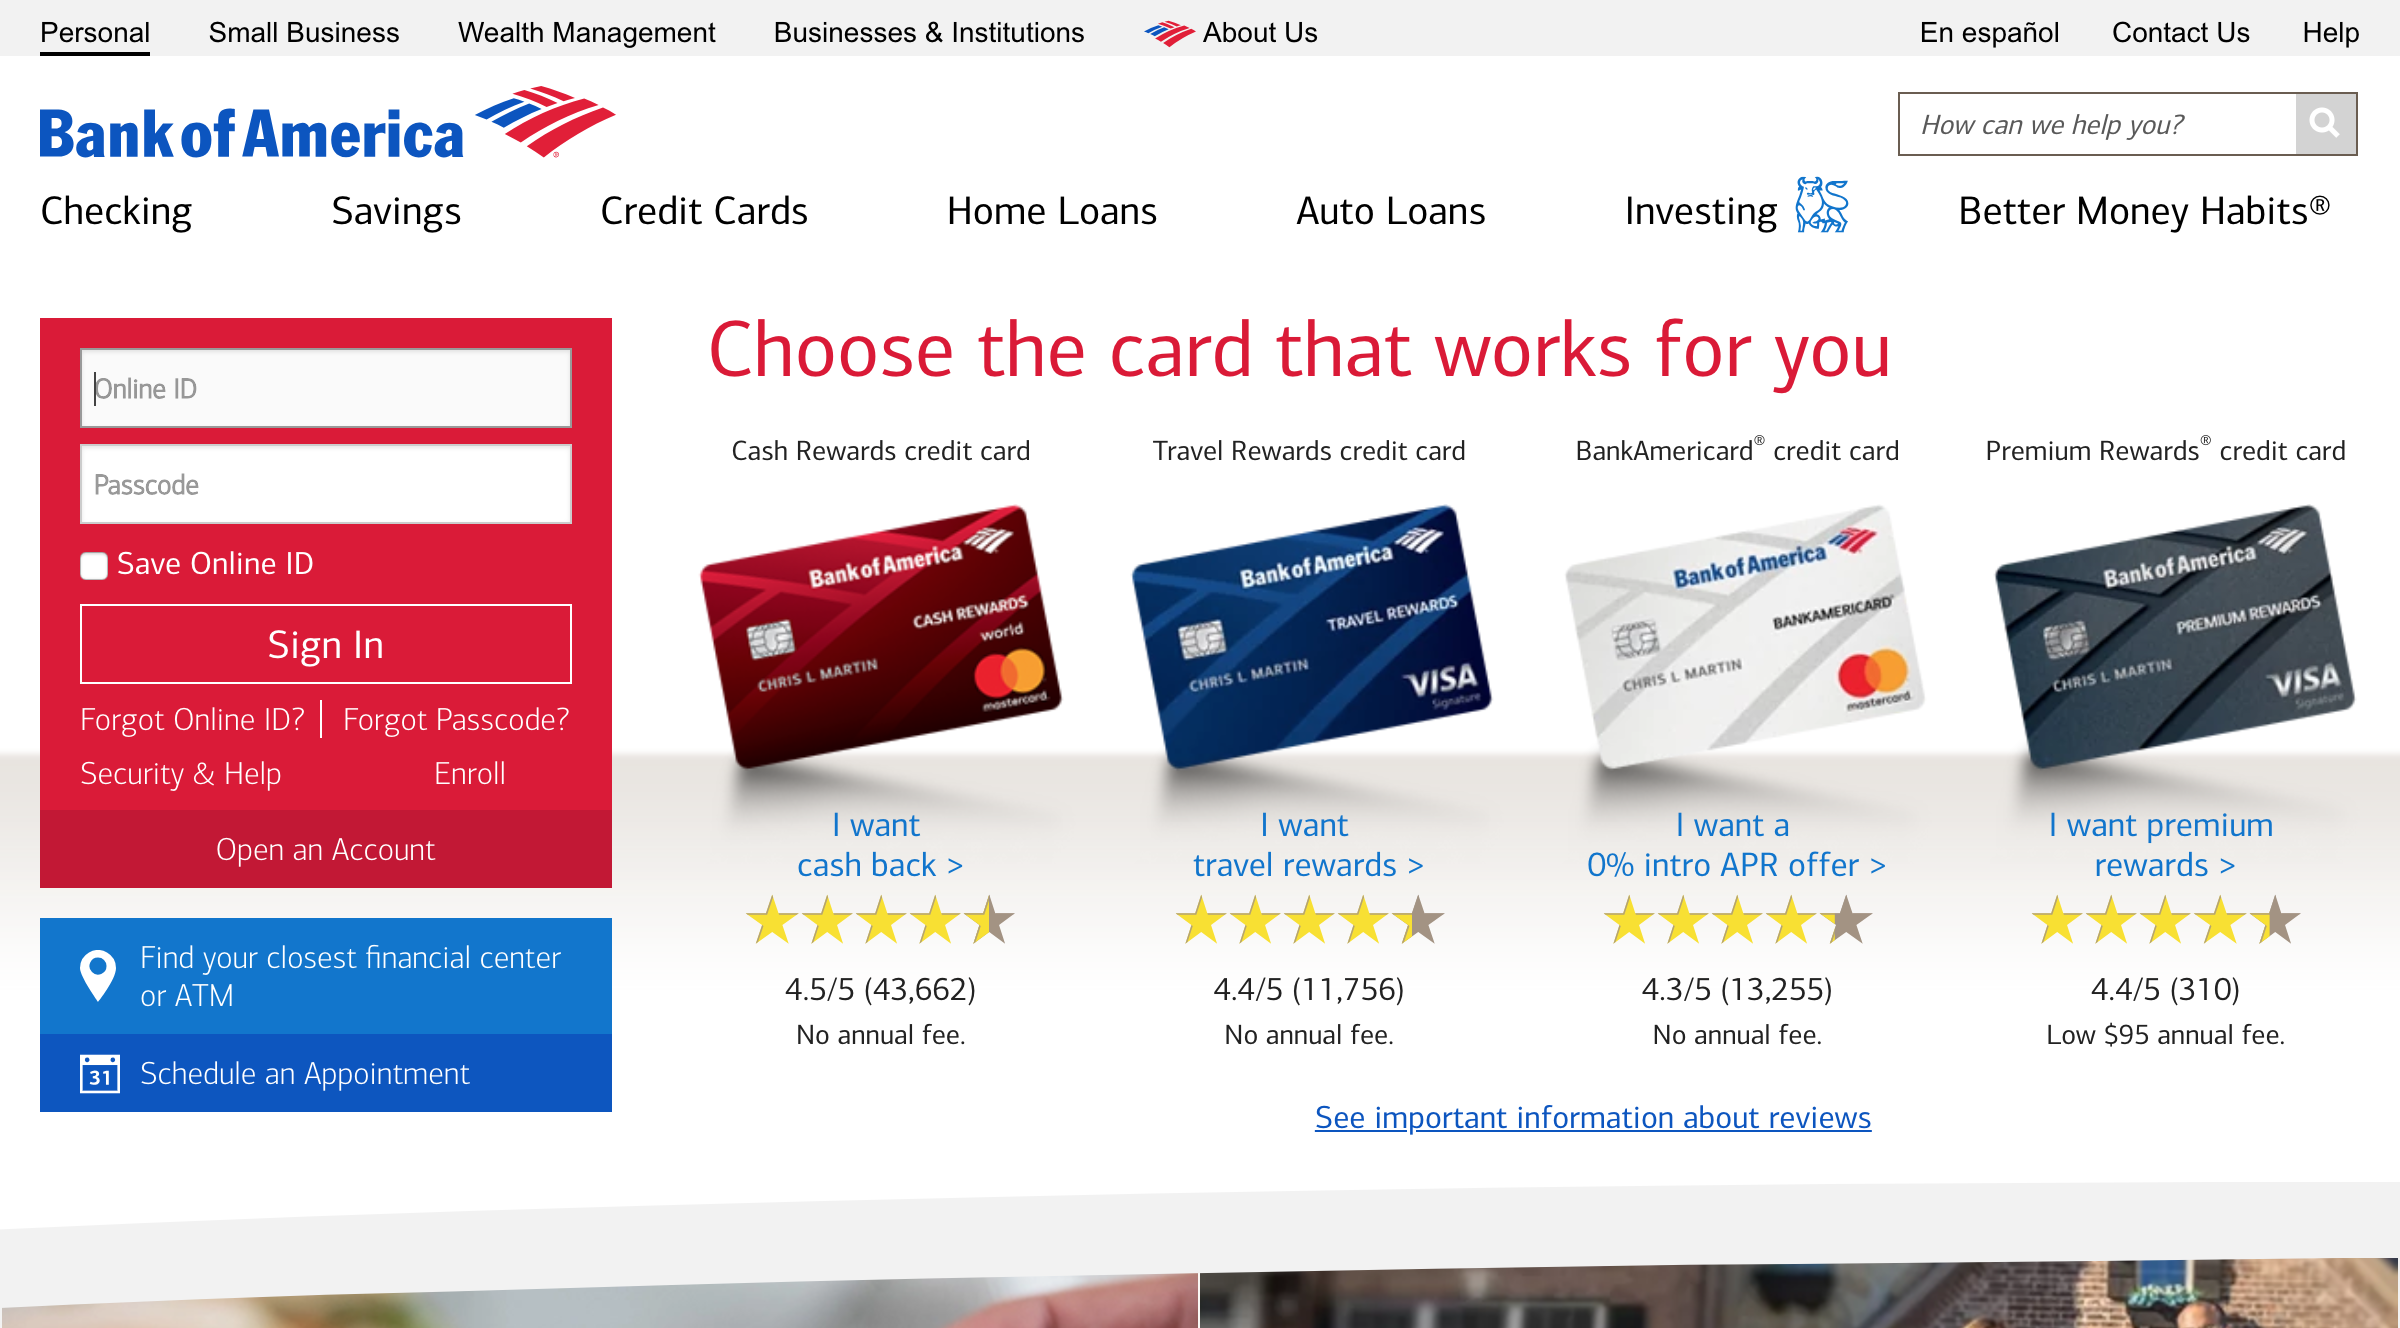 Personal
Small Business
Wealth Management
Businesses & Institutions
About Us
En español
Contact Us
Help
Bank of America
How can we help you?
Checking
Savings
Credit Cards
Home Loans
Auto Loans
Investing
Better Money Habits®
Online ID
Passcode
Save Online ID
Sign In
Forgot Online ID?
Forgot Passcode?
Security & Help
Enroll
Open an Account
Find your closest financial center
or ATM
31
Schedule an Appointment
Choose the card that works for you
Cash Rewards credit card
Bank of America
CASH REWARDS
world
CHRIS L MARTIN
mastercard
I want
cash back >
4.5/5 (43,662)
No annual fee.
Travel Rewards credit card
Bank of America
TRAVEL REWARDS
CHRIS L MARTIN
VISA
Signature
I want
travel rewards >
4.4/5 (11,756)
No annual fee.
BankAmericard® credit card
Bank of America
BANKAMERICARD®
CHRIS L MARTIN
mastercard
I want a
0% intro APR offer >
4.3/5 (13,255)
No annual fee.
Premium Rewards® credit card
Bank of America
PREMIUM REWARDS
CHRIS L MARTIN
VISA
Signature
I want premium
rewards >
4.4/5 (310)
Low $95 annual fee.
See important information about reviews